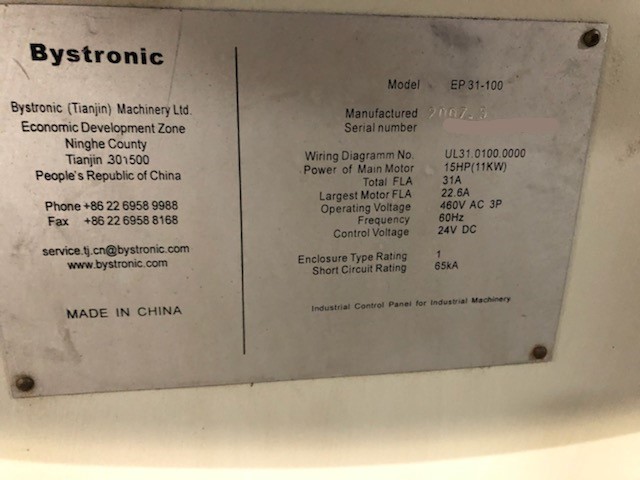 Bystronic
Bystronic (Tianjin) Machinery Ltd.
Economic Development Zone
Ninghe County
Tianjin 301500
People's Republic of China
Phone +86 22 6958 9988
Fax +86 22 6958 8168
service.tj.cn@bystronic.com
www.bystronic.com
MADE IN CHINA
Model EP 31-100
Manufactured 2007.3
Serial number
Wiring Diagramm No. UL31.0100.0000
Power of Main Motor 15HP(11KW)
Total FLA 31A
Largest Motor FLA 22.6A
Operating Voltage 460V AC 3P
Frequency 60Hz
Control Voltage 24V DC
Enclosure Type Rating 1
Short Circuit Rating 65kA
Industrial Control Panel for Industrial Machinery